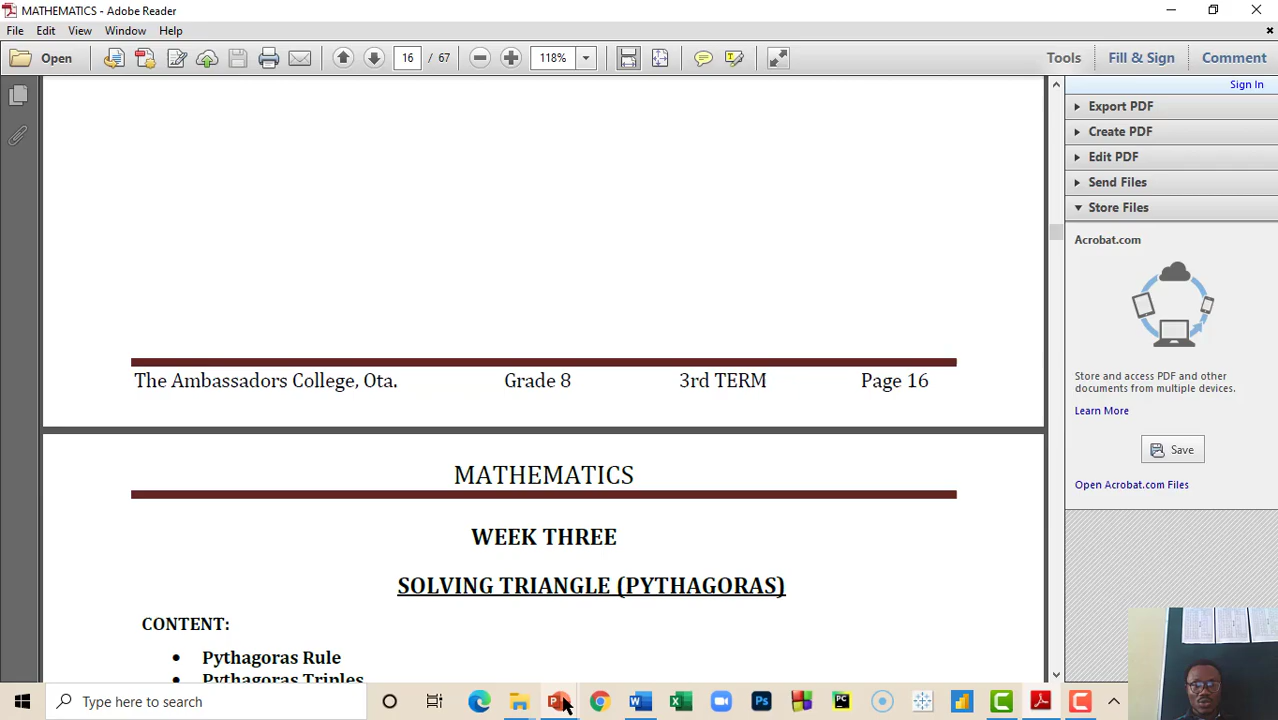 MATHEMATICS - Adobe Reader
File Edit View Window Help
Open 16 / 67 118% Tools Fill & Sign Comment
Sign In
Export PDF
Create PDF
Edit PDF
Send Files
Store Files
Acrobat.com
Store and access PDF and other
documents from multiple devices.
Learn More
Save
Open Acrobat.com Files
The Ambassadors College, Ota. Grade 8 3rd TERM Page 16
MATHEMATICS
WEEK THREE
SOLVING TRIANGLE (PYTHAGORAS)
CONTENT:
• Pythagoras Rule
• Pythagoras Triples
Type here to search